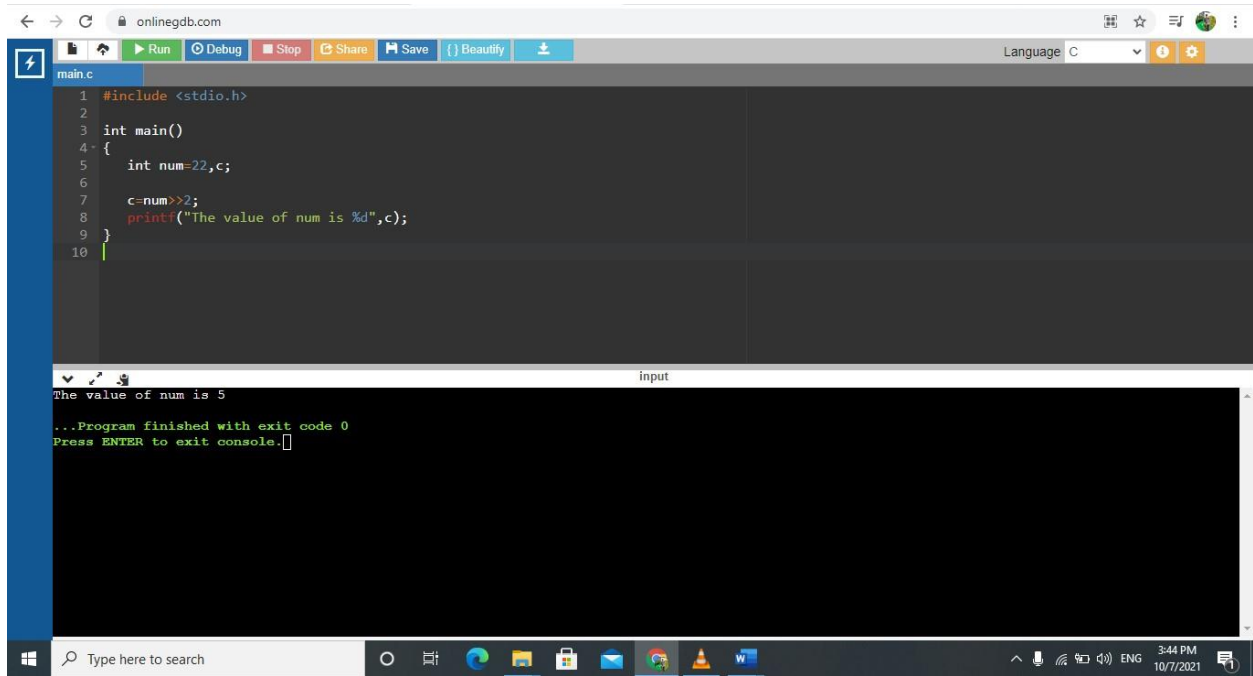 onlinegdb.com
Run Debug Stop Share Save {} Beautify Language C
main.c
1 #include <stdio.h>
2
3 int main()
4 {
5 int num=22,c;
6
7 c=num>>2;
8 printf("The value of num is %d",c);
9 }
10
input
The value of num is 5
...Program finished with exit code 0
Press ENTER to exit console.
Type here to search
W
ENG
3:44 PM
10/7/2021
1